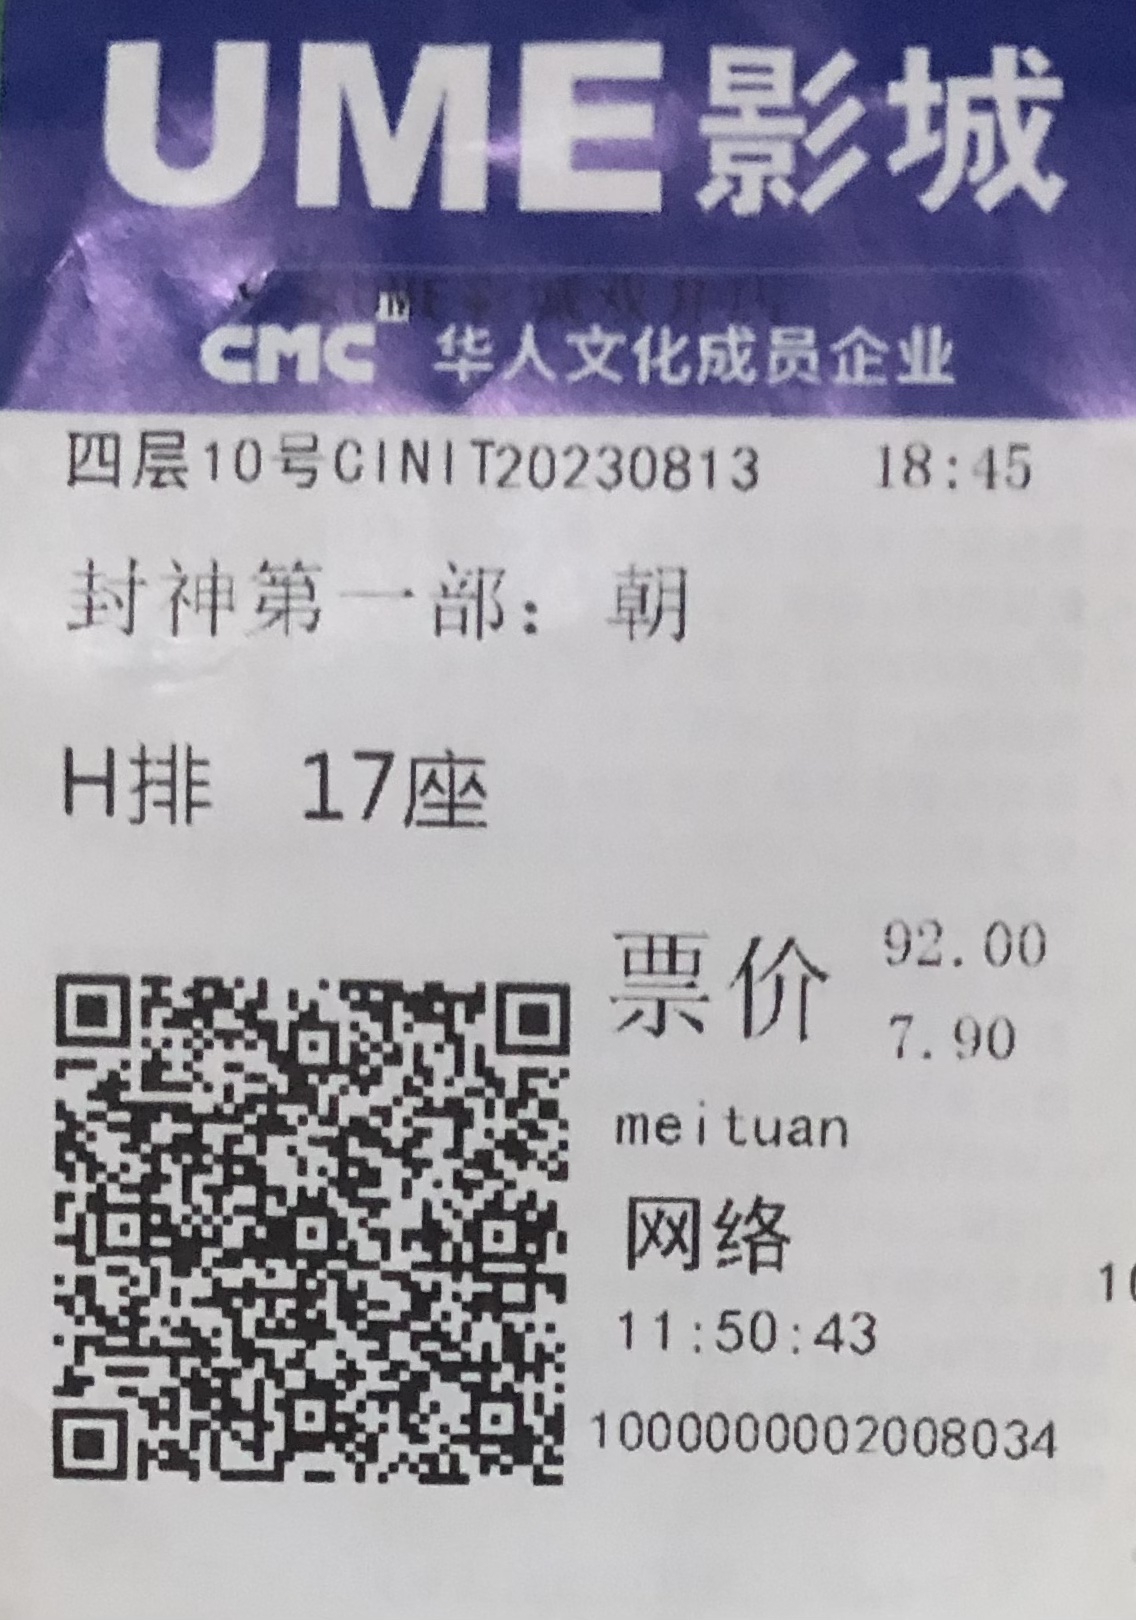 UME影城
CMC 华人文化成员企业
四层10号CINIT20230813 18:45
封神第一部：朝
H排 17座
票价 92.00
7.90
meituan
网络
11:50:43
1000000002008034